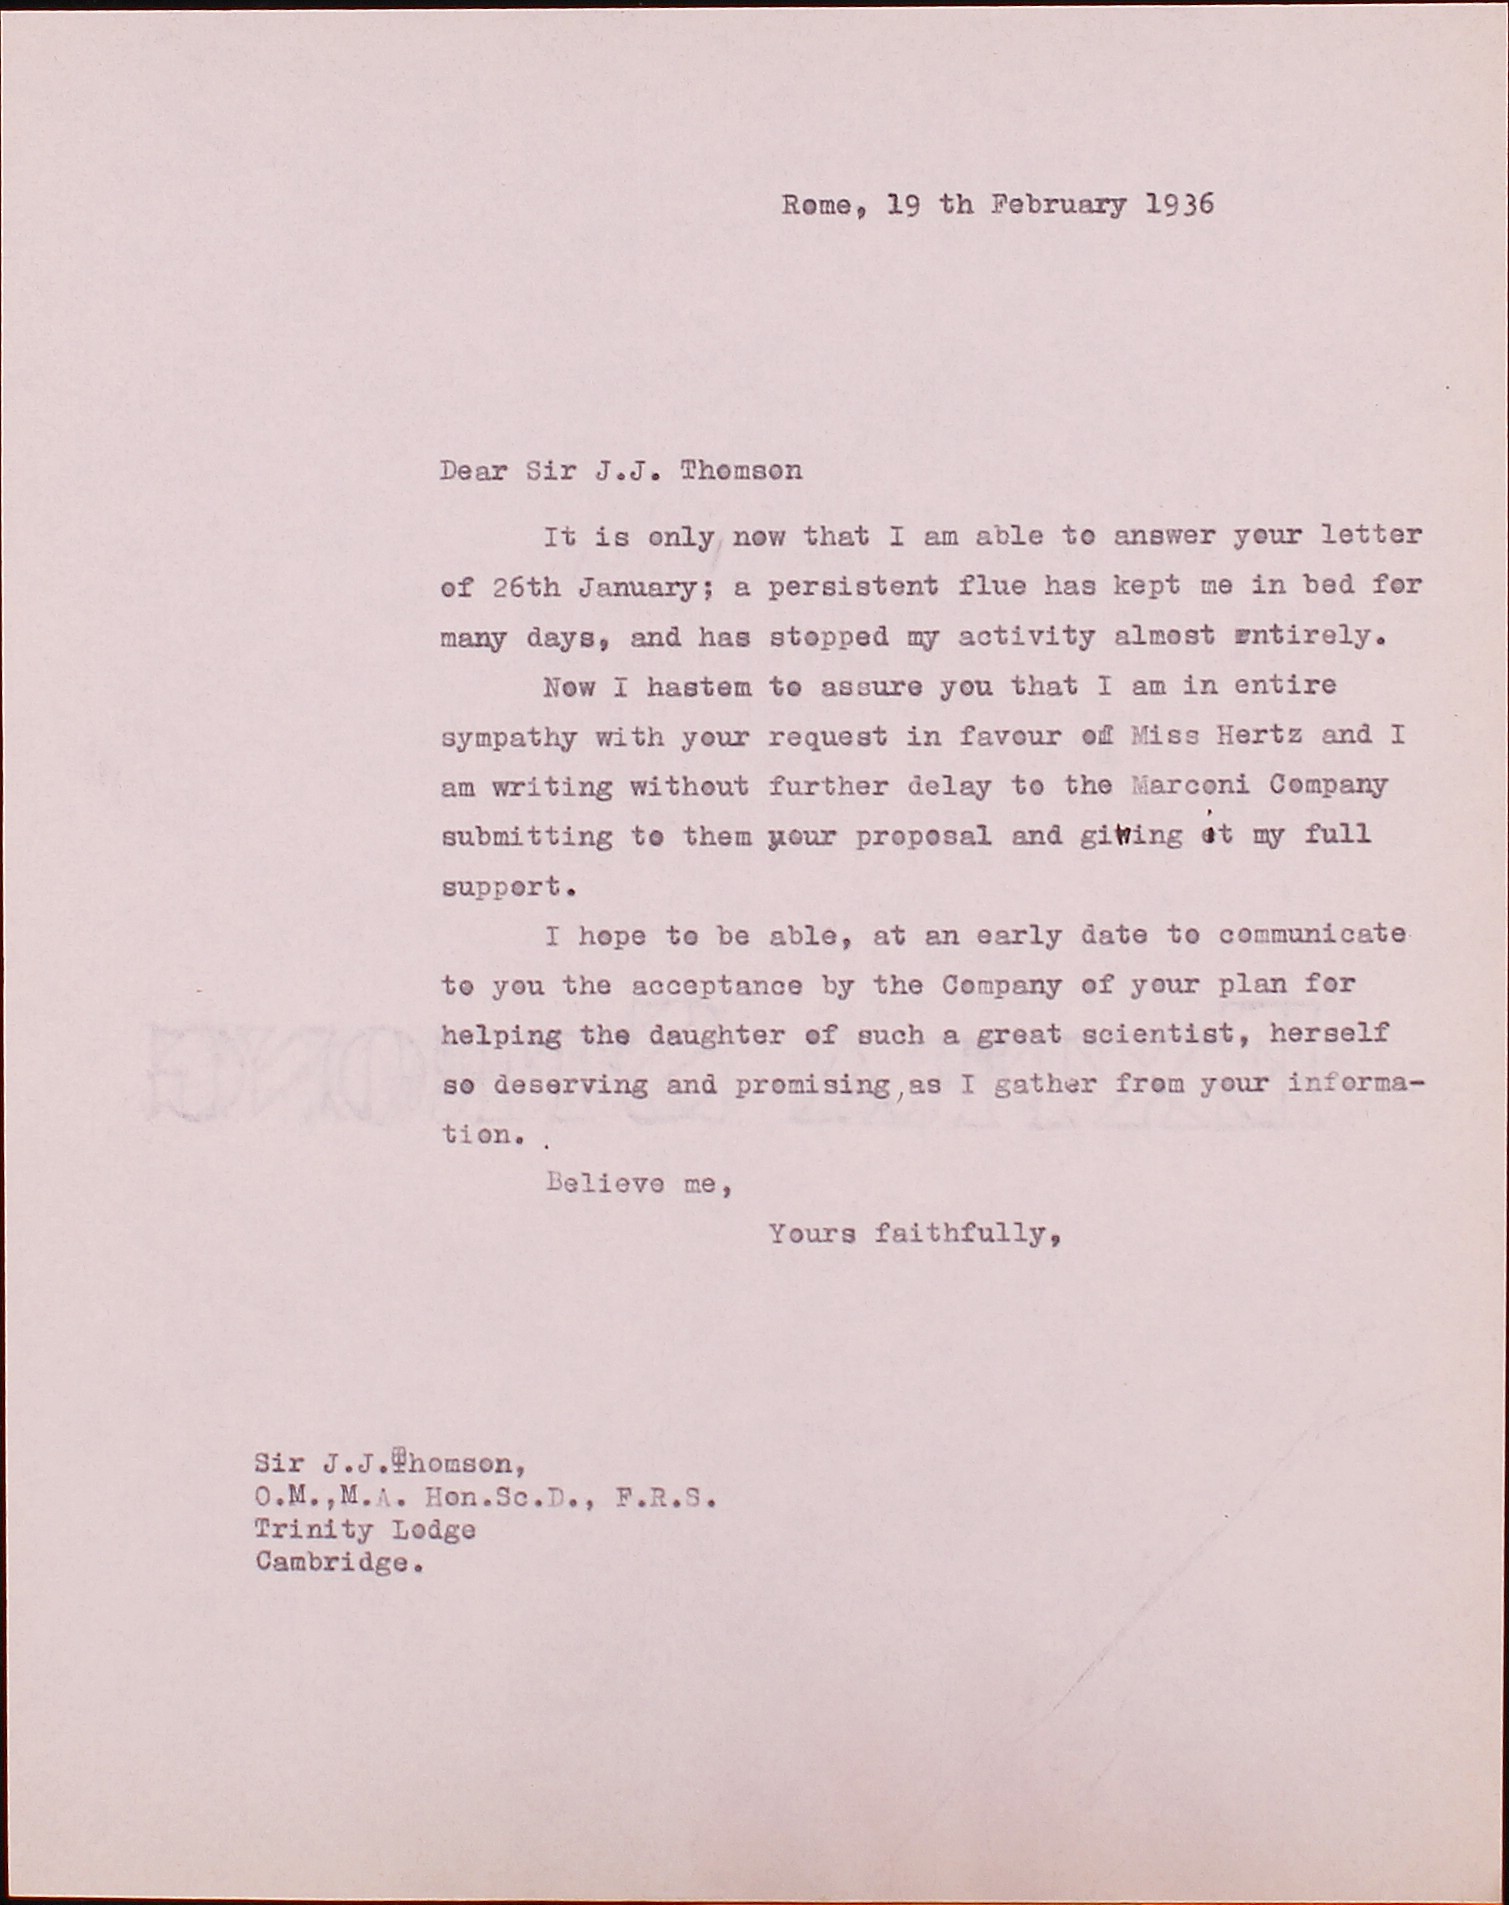 Rome, 19 th February 1936
Dear Sir J.J. Thomson
It is only now that I am able to answer your letter
of 26th January; a persistent flue has kept me in bed for
many days, and has stopped my activity almost entirely.
Now I hastem to assure you that I am in entire
sympathy with your request in favour of Miss Hertz and I
am writing without further delay to the Marconi Company
submitting to them your proposal and giving it my full
support.
I hope to be able, at an early date to communicate
to you the acceptance by the Company of your plan for
helping the daughter of such a great scientist, herself
so deserving and promising,as I gather from your informa-
tion.
Believe me,
Yours faithfully,
Sir J.J.Thomson,
O.M.,M.A. Hon.Sc.D., F.R.S.
Trinity Lodge
Cambridge.